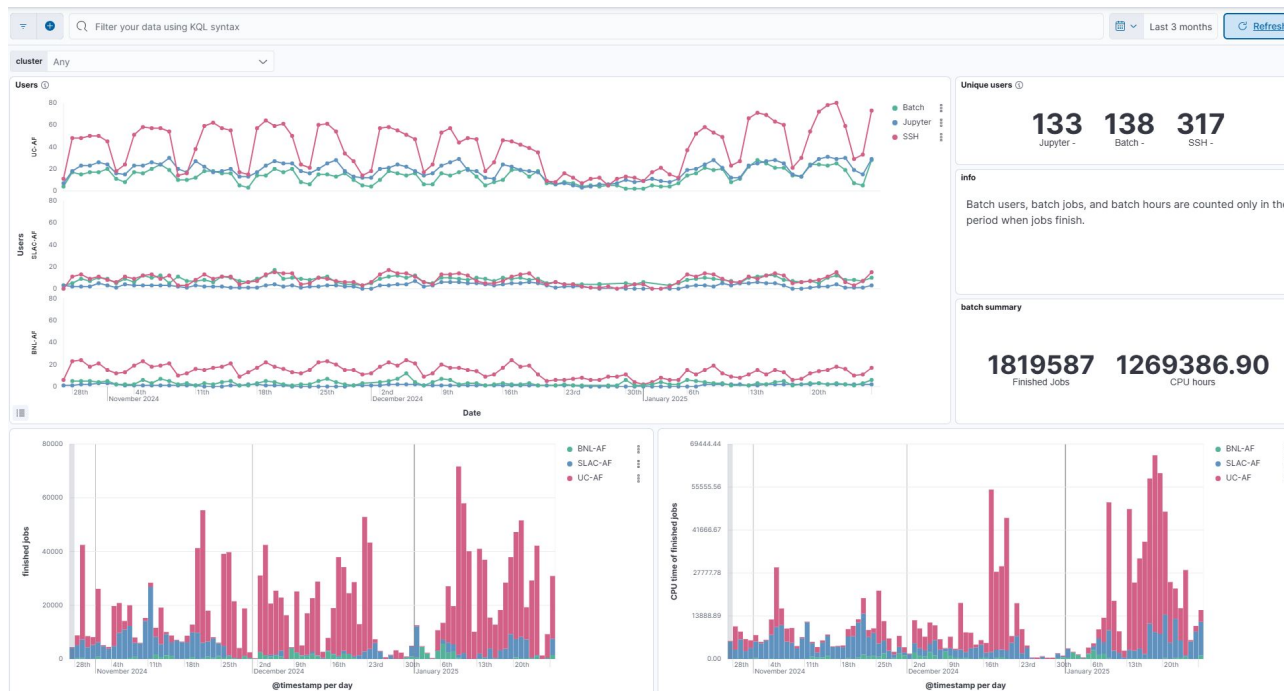 Filter your data using KQL syntax
Last 3 months
Refresh
cluster Any
Users
80
60
40
20
0
UC-AF
Batch
Jupyter
SSH
80
60
40
20
0
Users
SLAC-AF
80
60
40
20
0
BNL-AF
28th 4th 11th 18th 25th 2nd 9th 16th 23rd 30th 6th 13th 20th
November 2024 December 2024 January 2025
Date
Unique users
133 138 317
Jupyter - Batch - SSH -
info
Batch users, batch jobs, and batch hours are counted only in the
period when jobs finish.
batch summary
1819587 1269386.90
Finished Jobs CPU hours
80000
60000
40000
20000
0
finished jobs
BNL-AF
SLAC-AF
UC-AF
28th 4th 11th 18th 25th 2nd 9th 16th 23rd 30th 6th 13th 20th
November 2024 December 2024 January 2025
@timestamp per day
69444.44
55555.56
41666.67
27777.78
13888.89
0.00
CPU time of finished jobs
BNL-AF
SLAC-AF
UC-AF
28th 4th 11th 18th 25th 2nd 9th 16th 23rd 30th 6th 13th 20th
November 2024 December 2024 January 2025
@timestamp per day